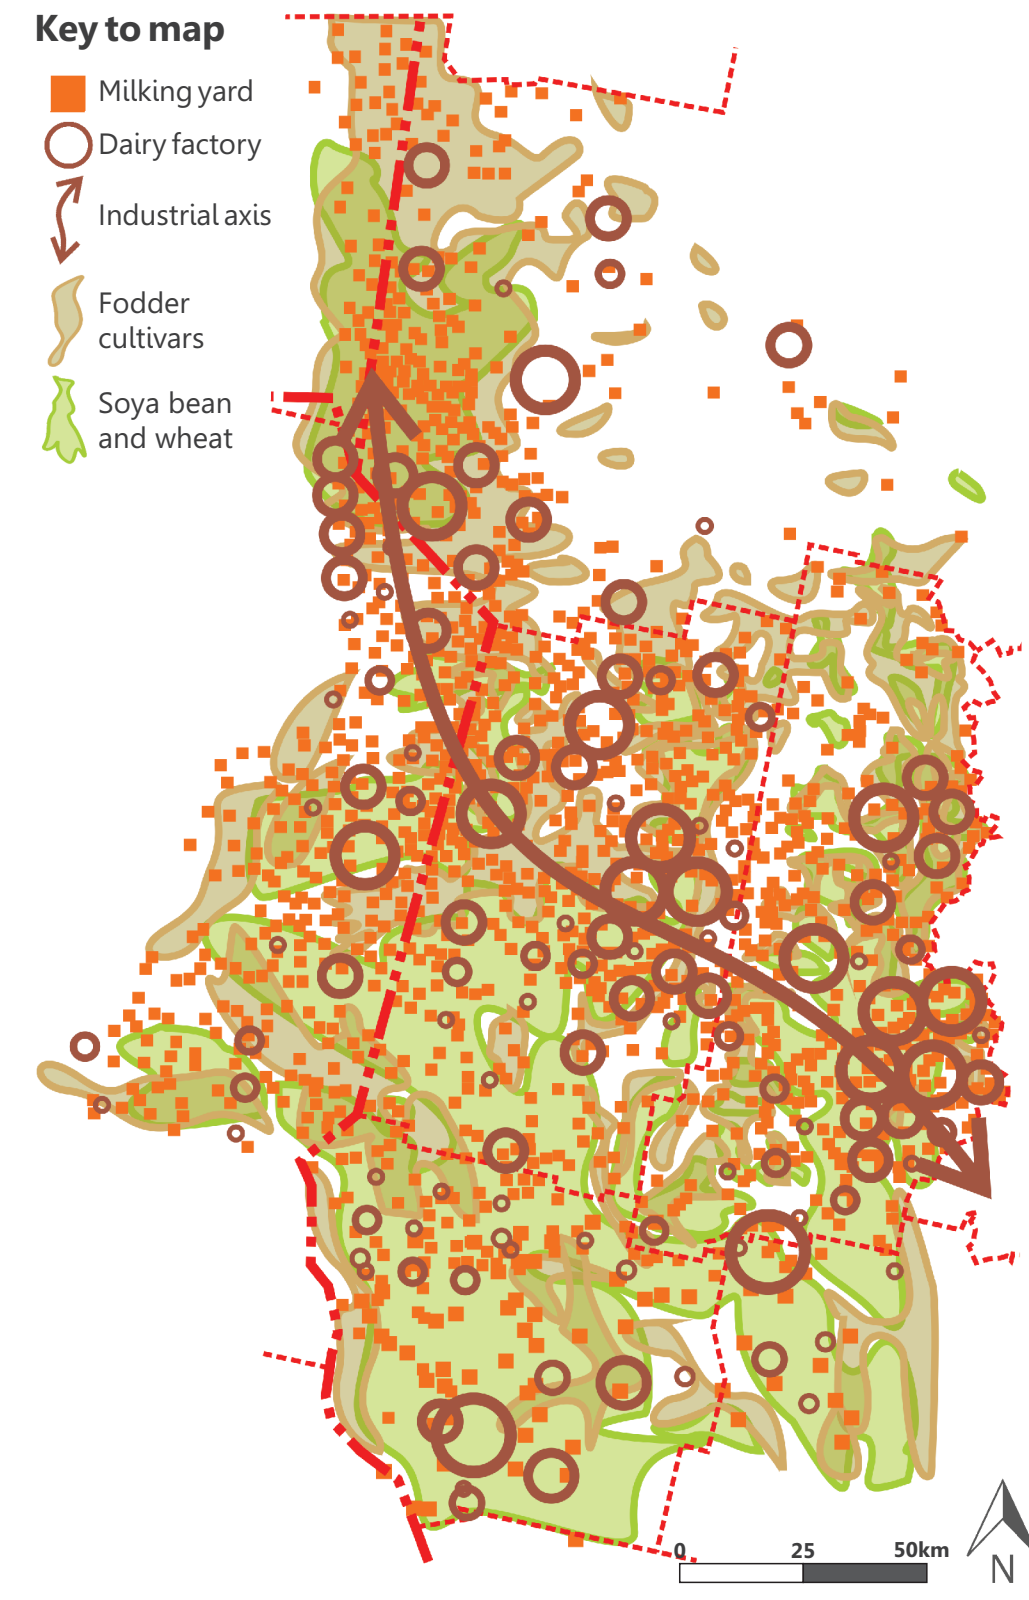 Key to map
Milking yard
Dairy factory
Industrial axis
Fodder
cultivars
Soya bean
and wheat
0 25 50km
N